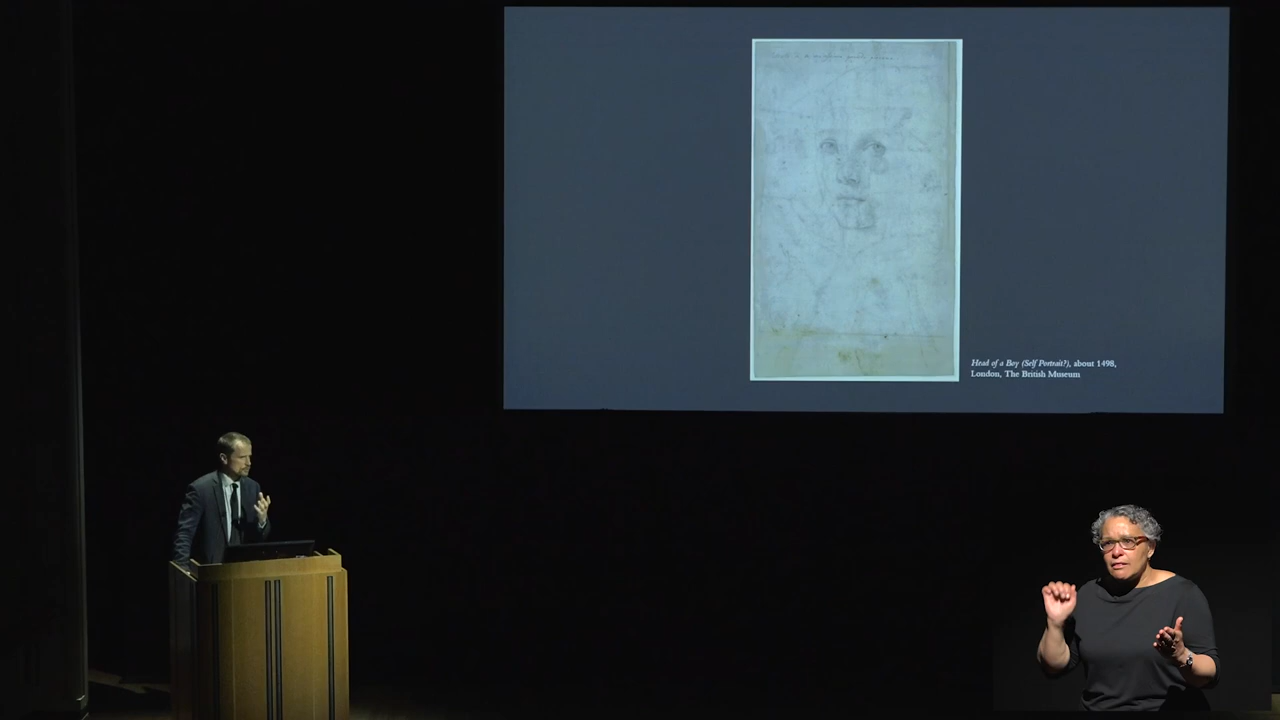 Head of a Boy (Self Portrait?), about 1498,
London, The British Museum